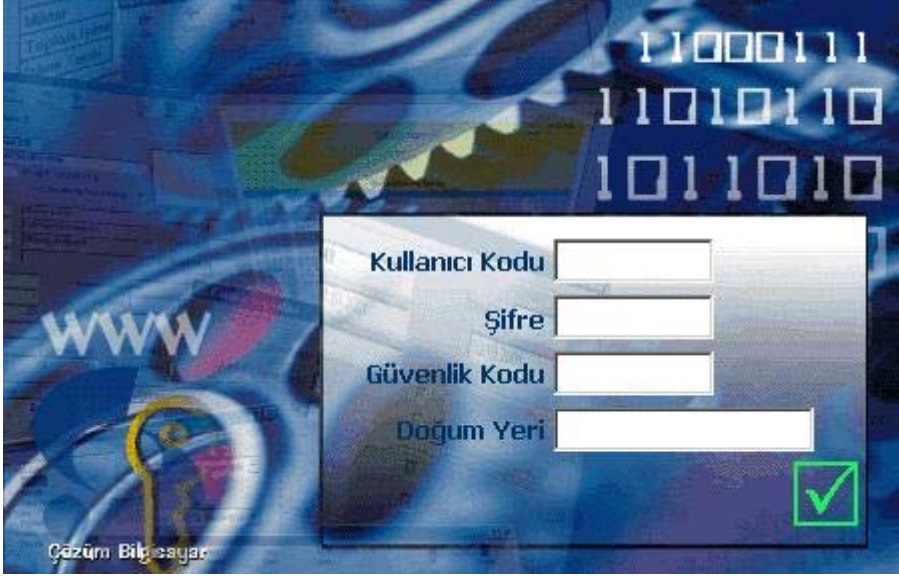 11000111
11010110
1011010
Kullanıcı Kodu
Şifre
Güvenlik Kodu
Doğum Yeri
WWW
Çözüm Bilgisayar